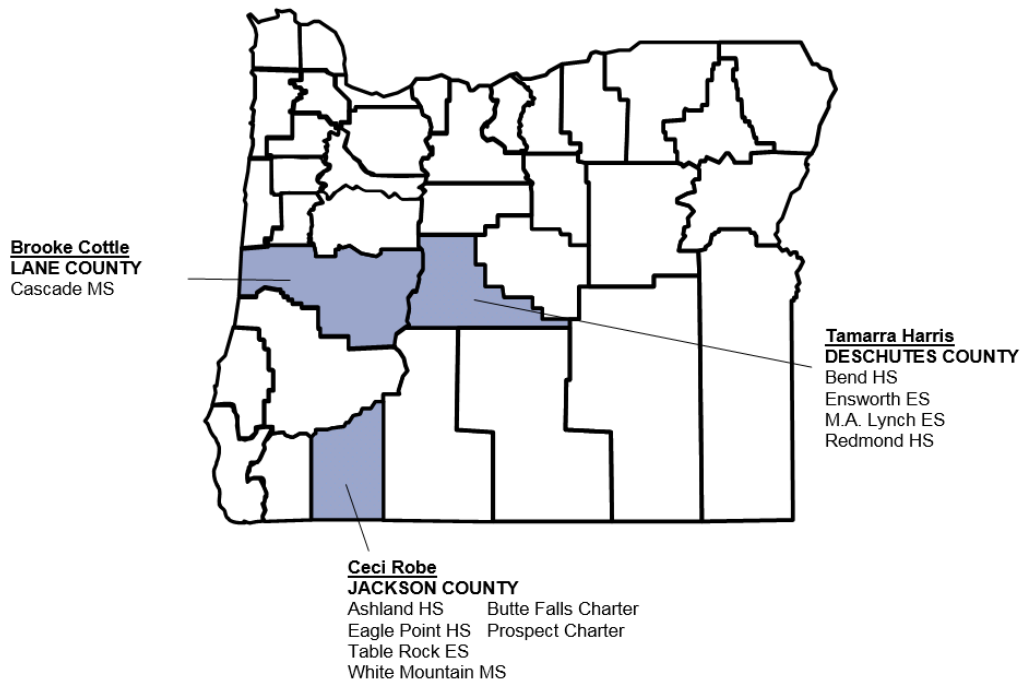 Brooke Cottle
LANE COUNTY
Cascade MS
Tamarra Harris
DESCHUTES COUNTY
Bend HS
Ensworth ES
M.A. Lynch ES
Redmond HS
Ceci Robe
JACKSON COUNTY
Ashland HS Butte Falls Charter
Eagle Point HS Prospect Charter
Table Rock ES
White Mountain MS